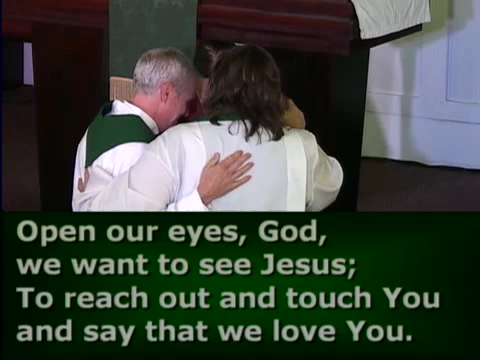 Open our eyes, God,
we want to see Jesus;
To reach out and touch You
and say that we love You.